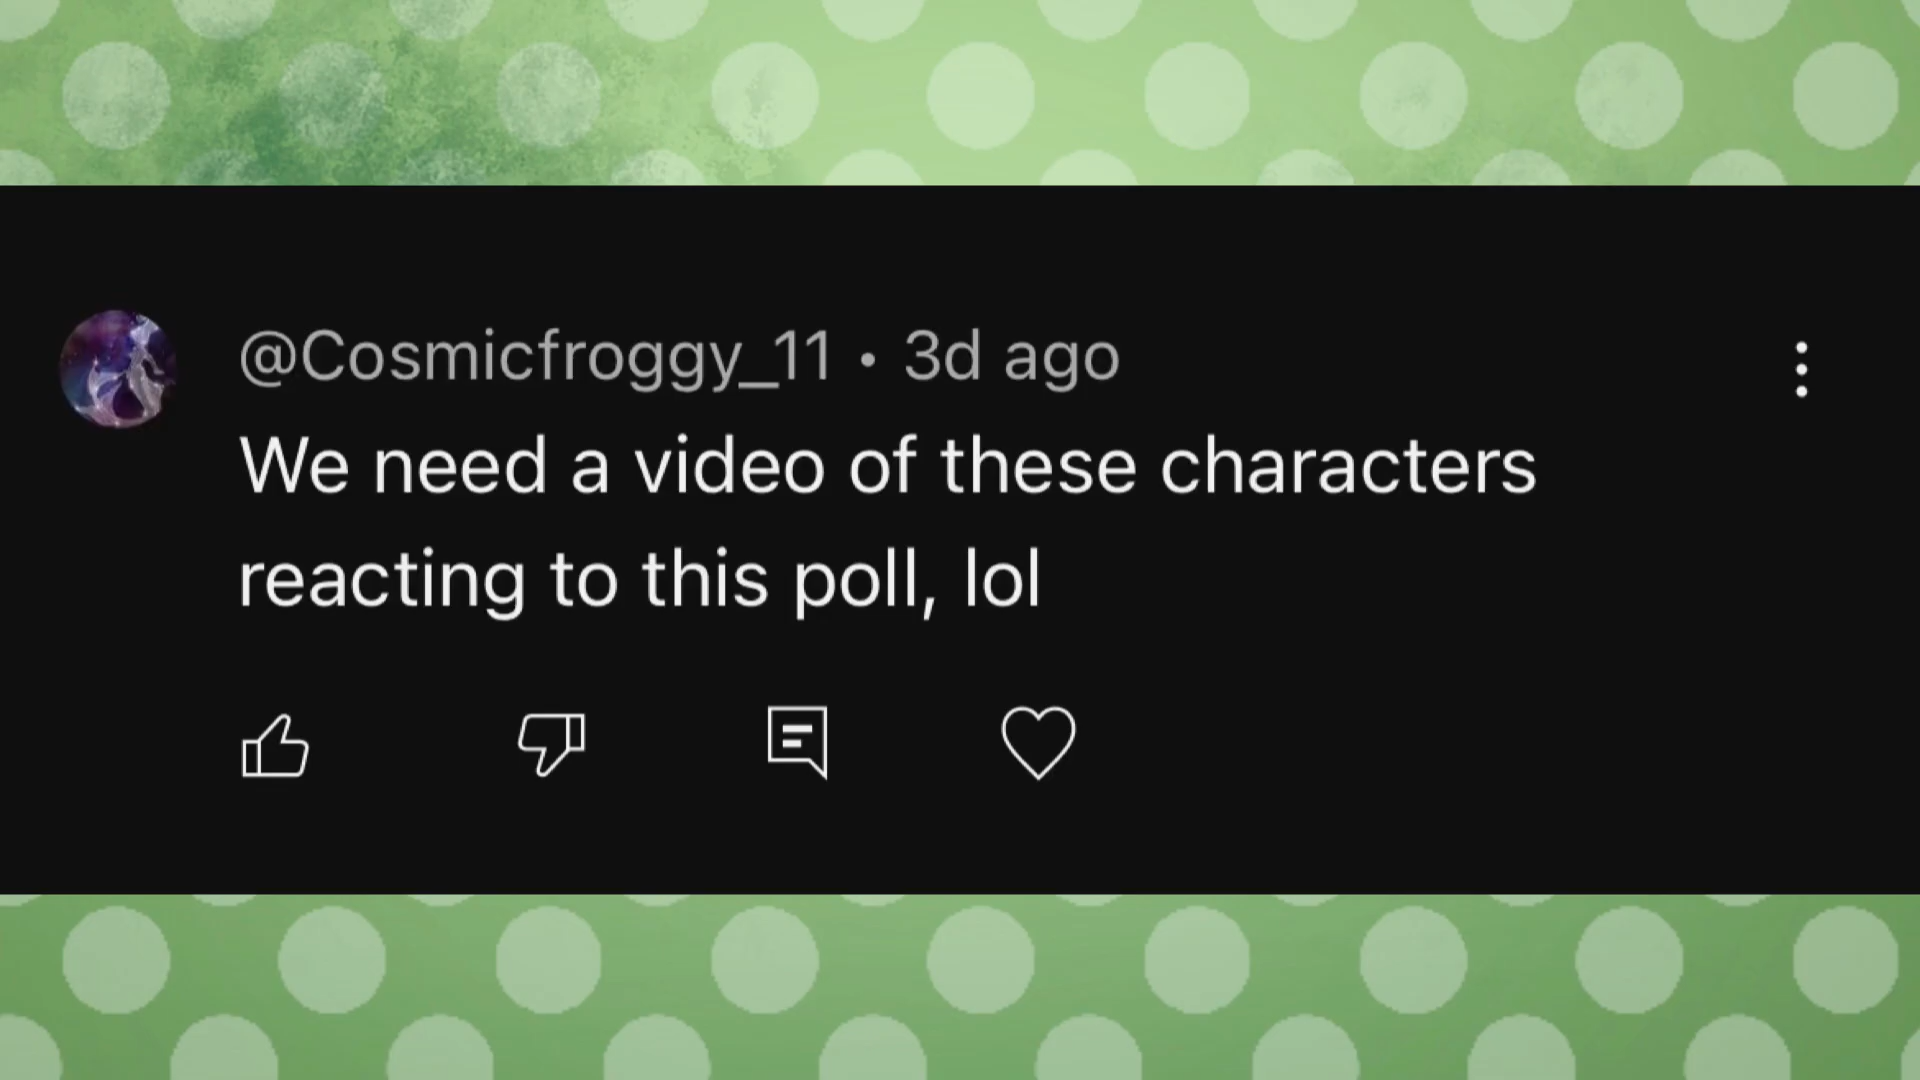 @Cosmicfroggy_11 • 3d ago
We need a video of these characters
reacting to this poll, lol